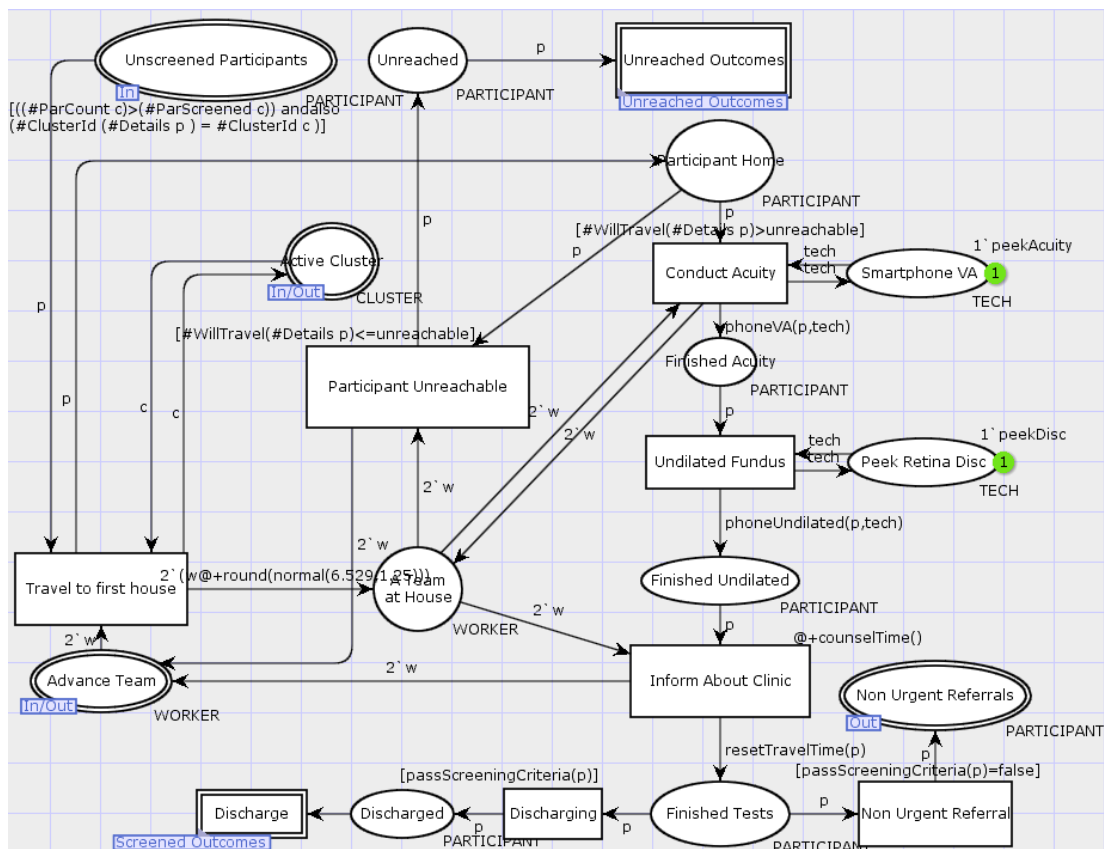 Unscreened Participants
In
PARTICIPANT
Unreached
PARTICIPANT
p
Unreached Outcomes
Unreached Outcomes
[((#ParCount c)>(#ParScreened c)) andalso
(#ClusterId (#Details p ) = #ClusterId c )]
Participant Home
PARTICIPANT
p
p
[#WillTravel(#Details p)>unreachable]
p
Active Cluster
In/Out
CLUSTER
Conduct Acuity
tech
tech
Smartphone VA
1`peekAcuity
1
TECH
p
[#WillTravel(#Details p)<=unreachable]
phoneVA(p,tech)
Participant Unreachable
Finished Acuity
PARTICIPANT
p
c
c
2`w
2`w
p
Undilated Fundus
tech
tech
Peek Retina Disc
1`peekDisc
1
TECH
2`w
phoneUndilated(p,tech)
2`w
Travel to first house
2`(w@+round(normal(6.529,1.25)))
A Team
at House
WORKER
Finished Undilated
PARTICIPANT
2`w
p
@+counselTime()
2`w
Advance Team
In/Out
WORKER
2`w
Inform About Clinic
Non Urgent Referrals
Out
PARTICIPANT
resetTravelTime(p)
p
[passScreeningCriteria(p)]
[passScreeningCriteria(p)=false]
Discharge
Screened Outcomes
Discharged
PARTICIPANT
p
Discharging
p
Finished Tests
PARTICIPANT
p
Non Urgent Referral